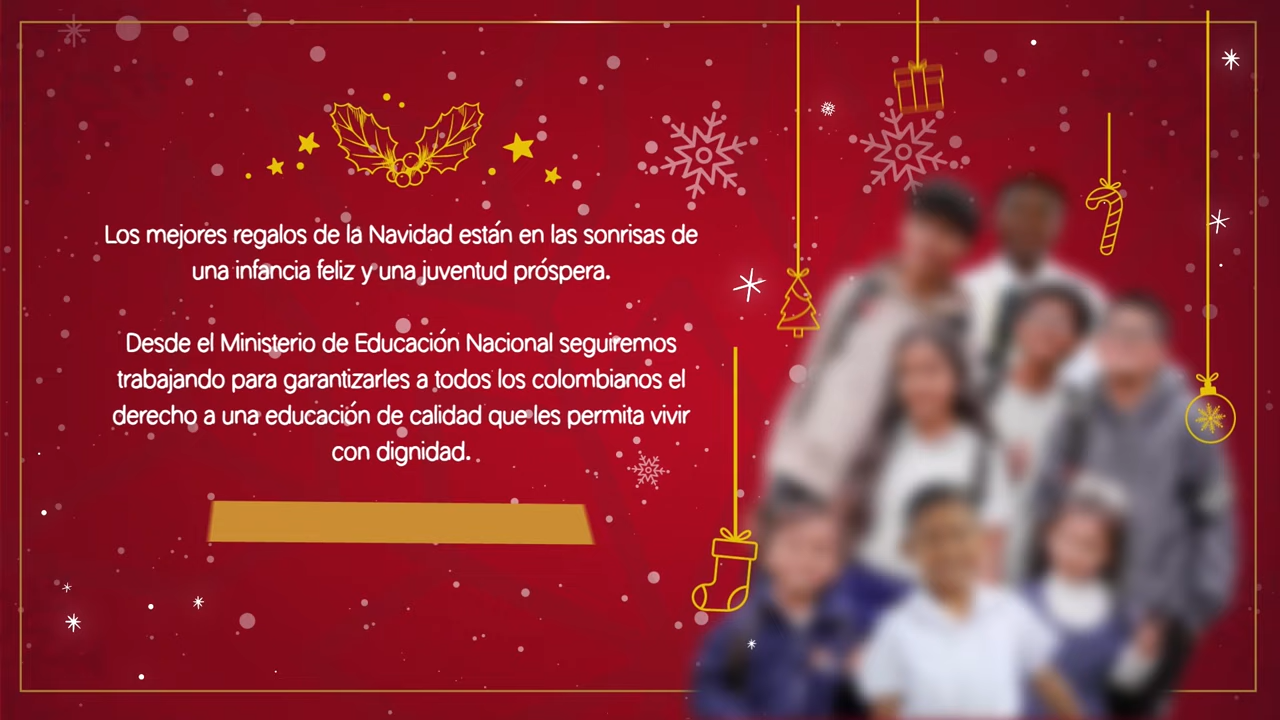 Los mejores regalos de la Navidad están en las sonrisas de
una infancia feliz y una juventud próspera.
Desde el Ministerio de Educación Nacional seguiremos
trabajando para garantizarles a todos los colombianos el
derecho a una educación de calidad que les permita vivir
con dignidad.